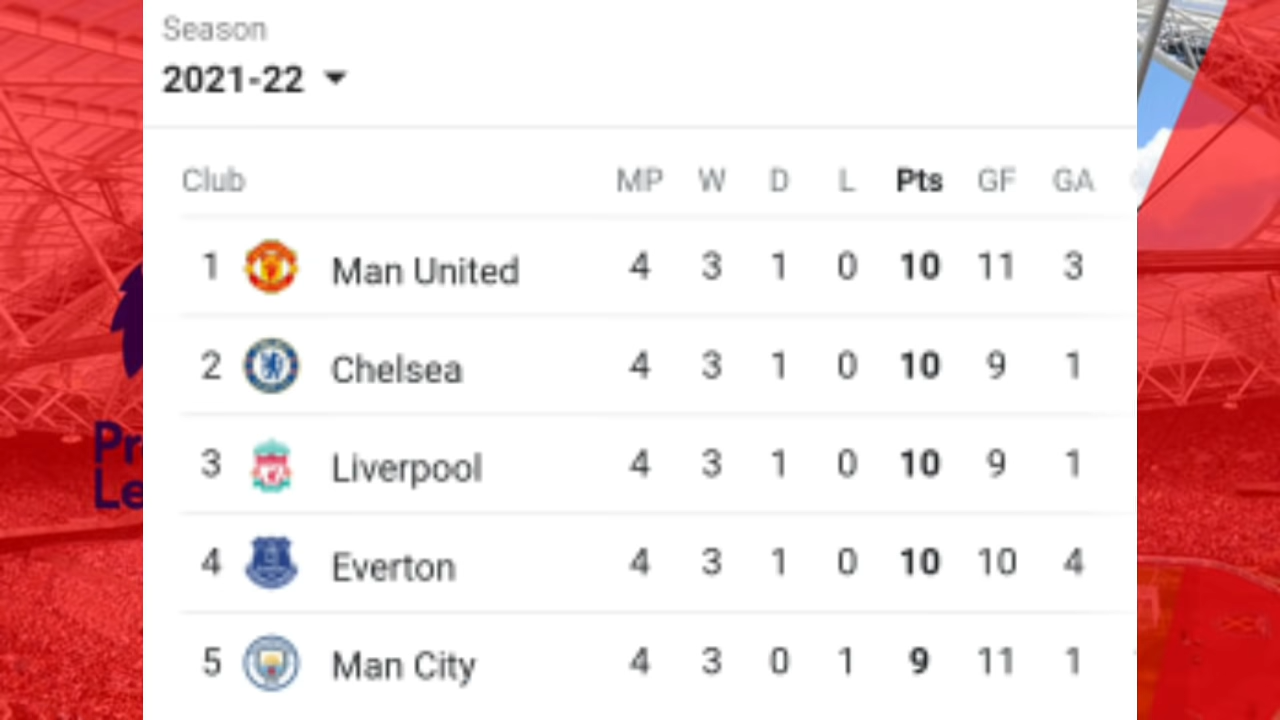 Season
2021-22
Club MP W D L Pts GF GA
1 Man United 4 3 1 0 10 11 3
2 Chelsea 4 3 1 0 10 9 1
3 Liverpool 4 3 1 0 10 9 1
4 Everton 4 3 1 0 10 10 4
5 Man City 4 3 0 1 9 11 1
Pr
Le